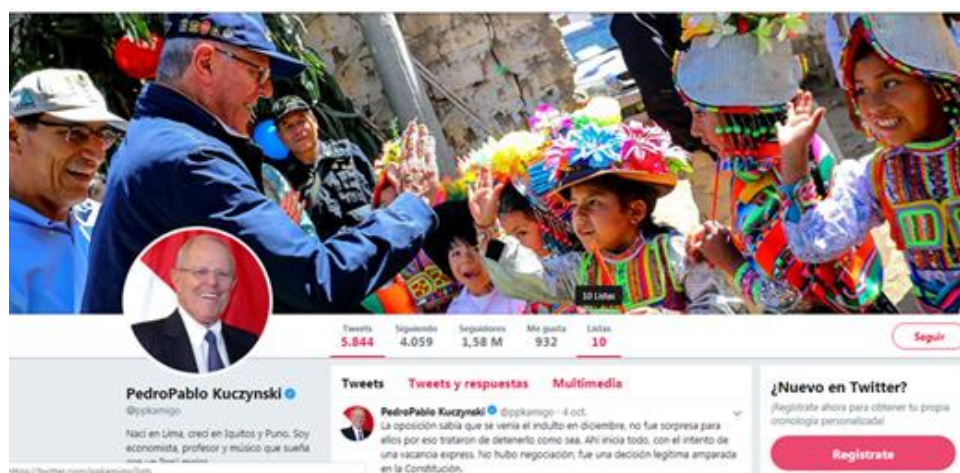 10 Listas
Tweets Siguiendo Seguidores Me gusta Listas
5.844 4.059 1,58 M 932 10
Seguir
PedroPablo Kuczynski
@ppkamigo
Nací en Lima, crecí en Iquitos y Puno. Soy
economista, profesor y músico que sueña
Tweets Tweets y respuestas Multimedia
PedroPablo Kuczynski @ppkamigo · 4 oct.
La oposición sabía que se venía el indulto en diciembre, no fue sorpresa para
ellos por eso trataron de detenerlo como sea. Ahí inicia todo, con el intento de
una vacancia express. No hubo negociación, fue una decisión legítima amparada
en la Constitución.
¿Nuevo en Twitter?
¡Regístrate ahora para obtener tu propia
cronología personalizada!
Regístrate